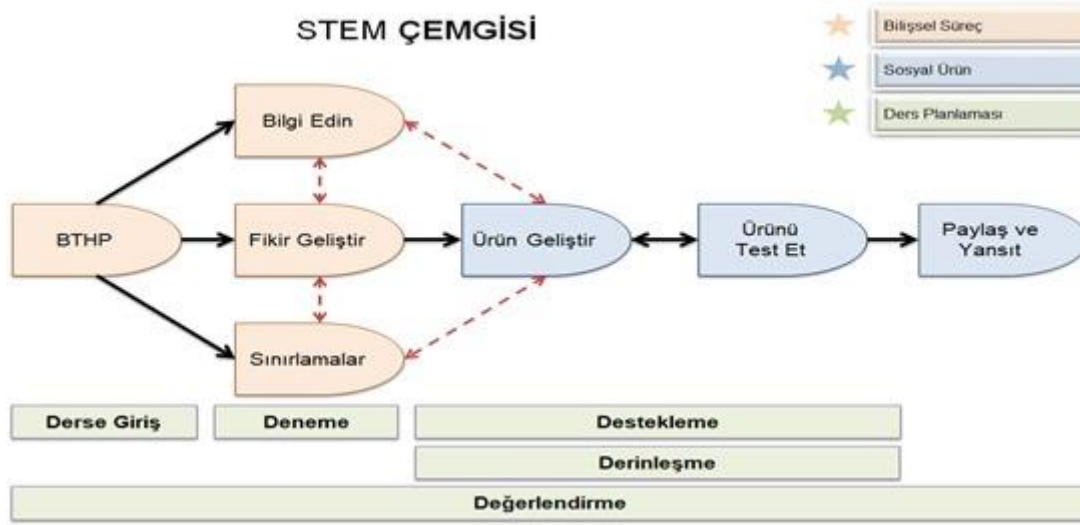 STEM ÇEMGİSİ
Bilişsel Süreç
Sosyal Ürün
Ders Planlaması
Bilgi Edin
BTHP
Fikir Geliştir
Ürün Geliştir
Ürünü
Test Et
Paylaş ve
Yansıt
Sınırlamalar
Derse Giriş
Deneme
Destekleme
Derinleşme
Değerlendirme